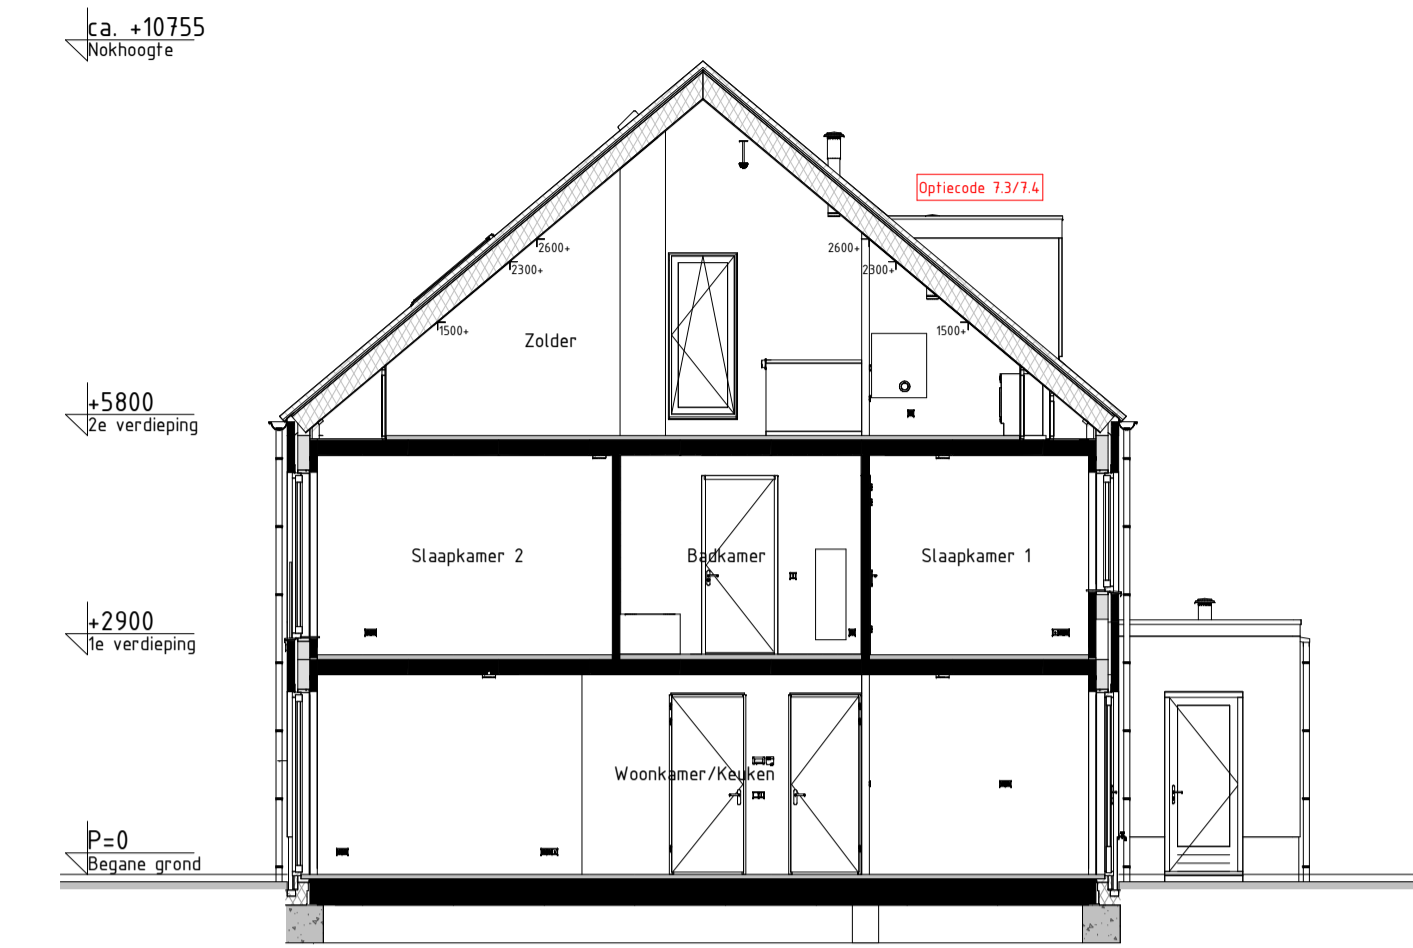 ca. +10755
Nokhoogte
Optiecode 7.3/7.4
2600+
2600+
2300+
2300+
1500+
1500+
Zolder
+5800
2e verdieping
Slaapkamer 2
Badkamer
Slaapkamer 1
+2900
1e verdieping
Woonkamer/Keuken
P=0
Begane grond